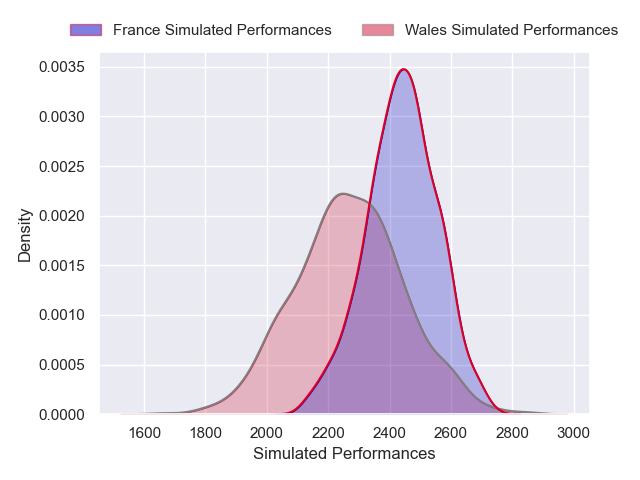 France Simulated Performances Wales Simulated Performances
0.0035
0.0030
0.0025
0.0020
0.0015
0.0010
0.0005
0.0000
Density
1600 1800 2000 2200 2400 2600 2800 3000
Simulated Performances